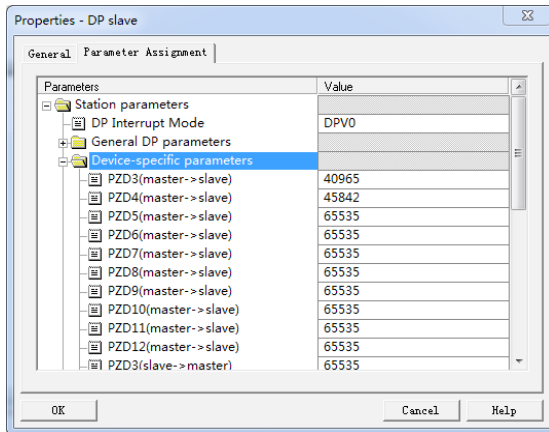 Properties - DP slave
General Parameter Assignment
Parameters Value
Station parameters
DP Interrupt Mode DPV0
General DP parameters
Device-specific parameters
PZD3(master->slave) 40965
PZD4(master->slave) 45842
PZD5(master->slave) 65535
PZD6(master->slave) 65535
PZD7(master->slave) 65535
PZD8(master->slave) 65535
PZD9(master->slave) 65535
PZD10(master->slave) 65535
PZD11(master->slave) 65535
PZD12(master->slave) 65535
PZD3(slave->master) 65535
OK Cancel Help